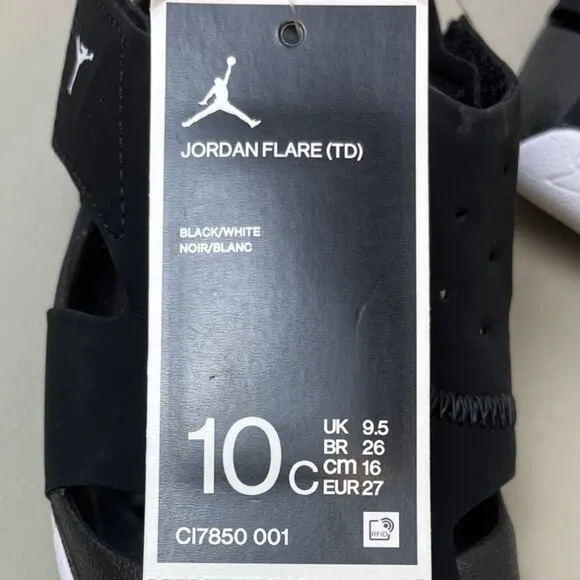 JORDAN FLARE (TD)
BLACK/WHITE
NOIR/BLANC
10C
UK 9.5
BR 26
cm 16
EUR 27
CI7850 001
RFID